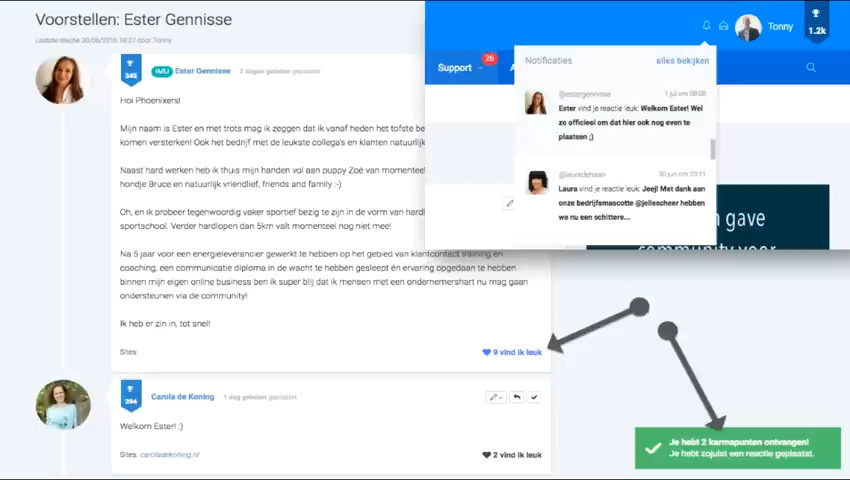 Voorstellen: Ester Gennisse
Laatste reactie 30/06/2016 18:37 door Tonny
345
IMU Ester Gennisse 2 dagen geleden geplaatst
Hoi Phoenixers!
Mijn naam is Ester en met trots mag ik zeggen dat ik vanaf heden het tofste be
komen versterken! Ook het bedrijf met de leukste collega's en klanten natuurlijk
Naast hard werken heb ik thuis mijn handen vol aan puppy Zoë van momenteel
hondje Bruce en natuurlijk vriendlief, friends and family :-)
Oh, en ik probeer tegenwoordig vaker sportief bezig te zijn in de vorm van hardl
sportschool. Verder hardlopen dan 5km valt momenteel nog niet mee!
Na 5 jaar voor een energieleverancier gewerkt te hebben op het gebied van klantcontact training en
coaching, een communicatie diploma in de wacht te hebben gesleept én ervaring opgedaan te hebben
binnen mijn eigen online business ben ik super blij dat ik mensen met een ondernemershart nu mag gaan
ondersteunen via de community!
Ik heb er zin in, tot snel!
Sites:
9 vind ik leuk
394
Carola de Koning 1 dag geleden geplaatst
Welkom Ester! :)
Sites: caroladekoning.nl
2 vind ik leuk
Tonny
1.2k
Support
26
A
Notificaties alles bekijken
@estergennisse 1 jul om 08:03
Ester vind je reactie leuk: Welkom Ester! Wel
zo officieel om dat hier ook nog even te
plaatsen ;)
@lauradehaan 30 jun om 23:11
Laura vind je reactie leuk: Jeej! Met dank aan
onze bedrijfsmascotte @jellescheer hebben
we nu een schittere...
n gave
community voor
Je hebt 2 karmapunten ontvangen!
Je hebt zojuist een reactie geplaatst.